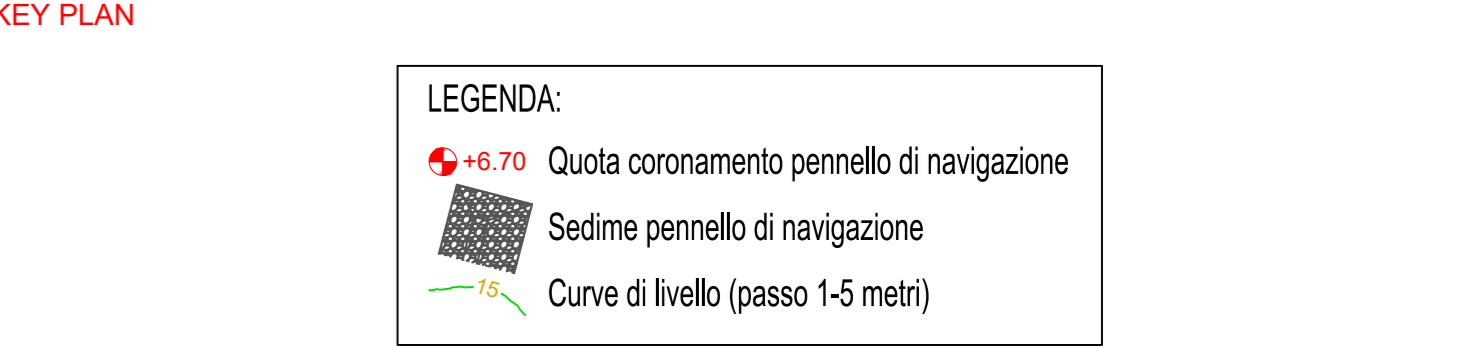 KEY PLAN
LEGENDA:
+6.70 Quota coronamento pennello di navigazione
Sedime pennello di navigazione
15 Curve di livello (passo 1-5 metri)